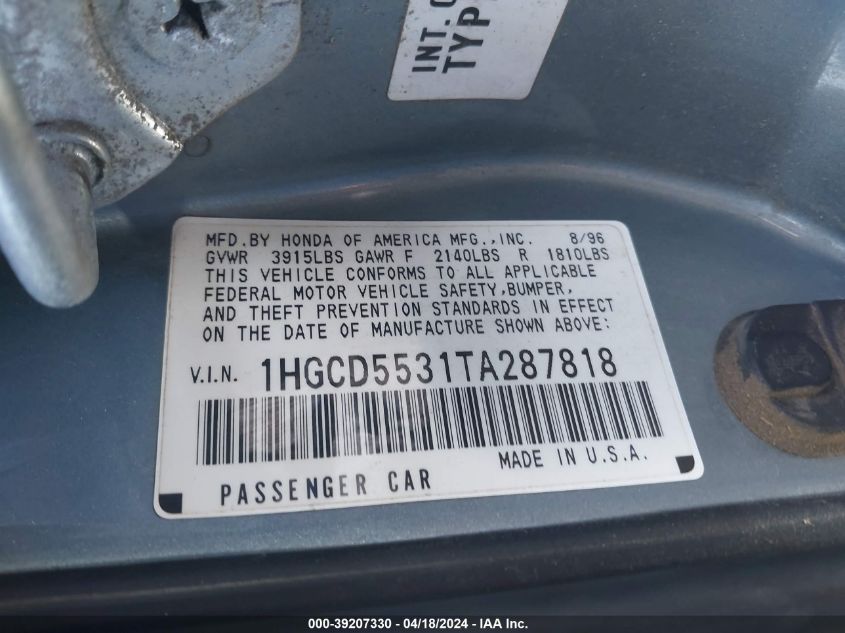 INT.
TYP
MFD.BY HONDA OF AMERICA MFG.,INC. 8/96
GVWR 3915LBS GAWR F 2140LBS R 1810LBS
THIS VEHICLE CONFORMS TO ALL APPLICABLE
FEDERAL MOTOR VEHICLE SAFETY,BUMPER,
AND THEFT PREVENTION STANDARDS IN EFFECT
ON THE DATE OF MANUFACTURE SHOWN ABOVE:
V.I.N. 1HGCD5531TA287818
MADE IN U.S.A.
PASSENGER CAR
000-39207330 - 04/18/2024 - IAA Inc.